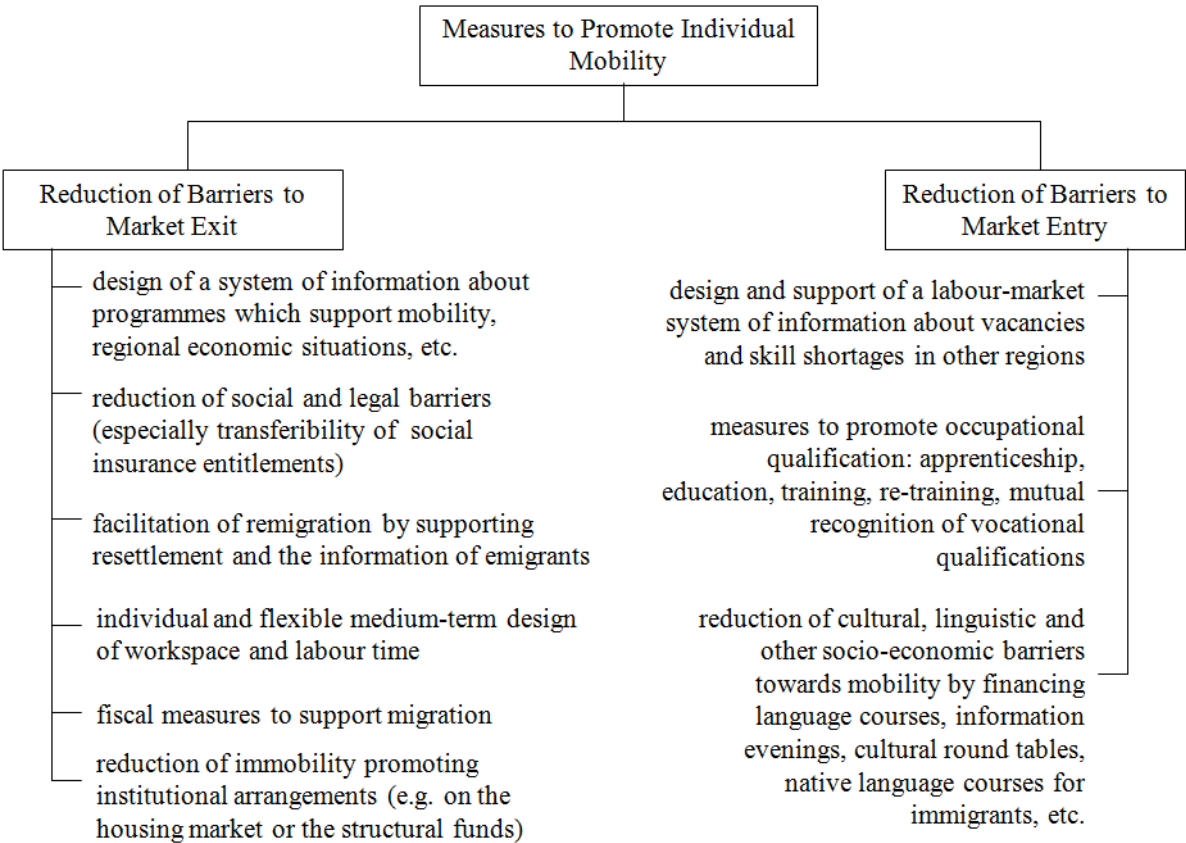 Measures to Promote Individual
Mobility
Reduction of Barriers to
Market Exit
design of a system of information about
programmes which support mobility,
regional economic situations, etc.
reduction of social and legal barriers
(especially transferibility of social
insurance entitlements)
facilitation of remigration by supporting
resettlement and the information of emigrants
individual and flexible medium-term design
of workspace and labour time
fiscal measures to support migration
reduction of immobility promoting
institutional arrangements (e.g. on the
housing market or the structural funds)
Reduction of Barriers to
Market Entry
design and support of a labour-market
system of information about vacancies
and skill shortages in other regions
measures to promote occupational
qualification: apprenticeship,
education, training, re-training, mutual
recognition of vocational
qualifications
reduction of cultural, linguistic and
other socio-economic barriers
towards mobility by financing
language courses, information
evenings, cultural round tables,
native language courses for
immigrants, etc.